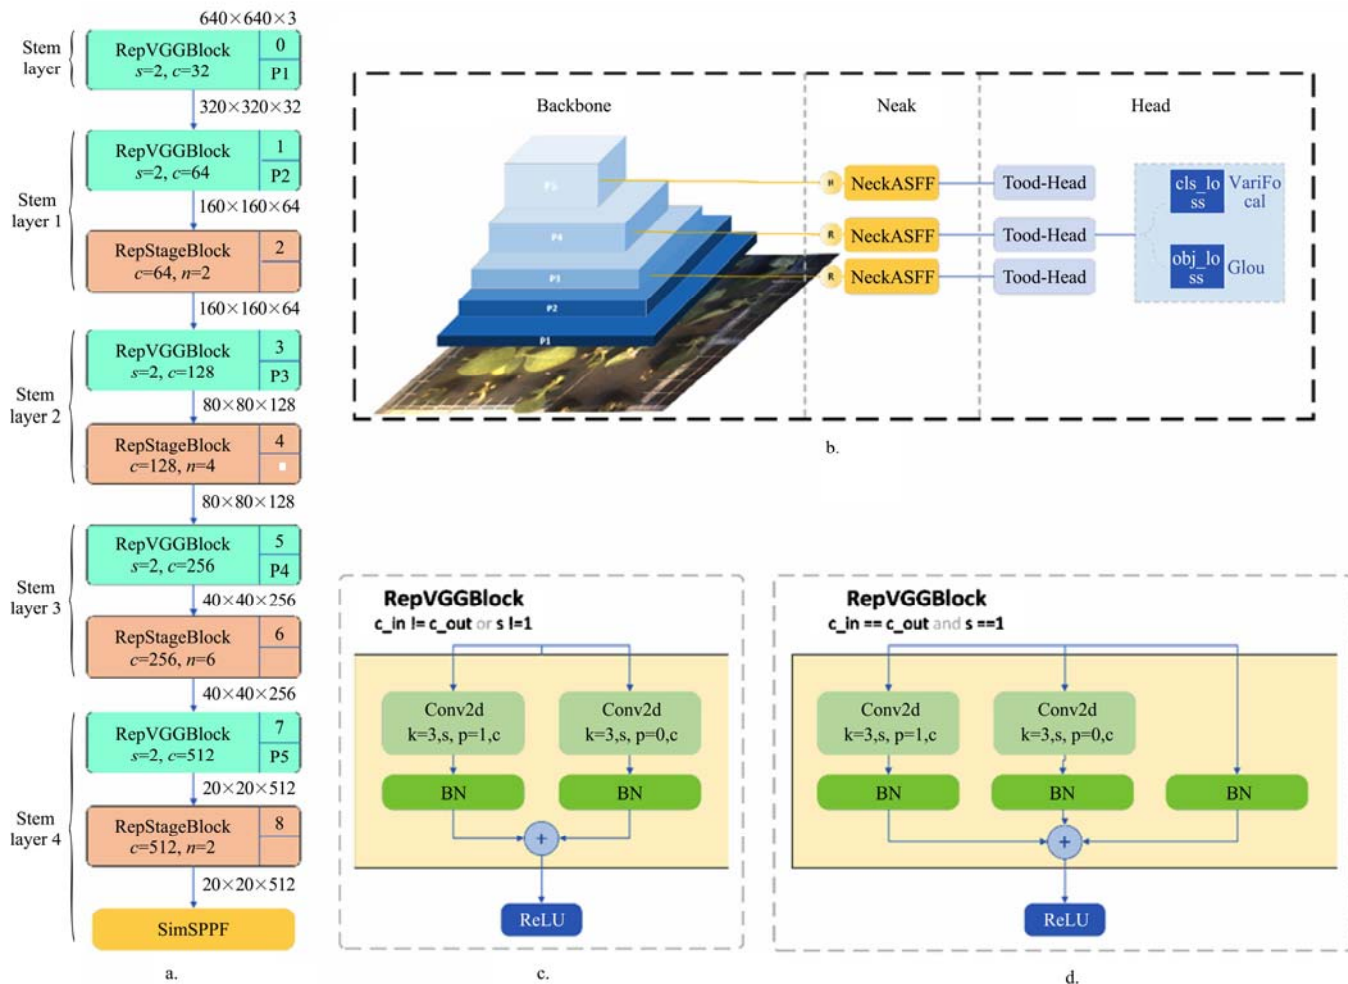 640×640×3
Stem
layer
RepVGGBlock
s=2, c=32
0
P1
320×320×32
Stem
layer 1
RepVGGBlock
s=2, c=64
1
P2
160×160×64
RepStageBlock
c=64, n=2
2
160×160×64
Stem
layer 2
RepVGGBlock
s=2, c=128
3
P3
80×80×128
RepStageBlock
c=128, n=4
4
80×80×128
Stem
layer 3
RepVGGBlock
s=2, c=256
5
P4
40×40×256
RepStageBlock
c=256, n=6
6
40×40×256
Stem
layer 4
RepVGGBlock
s=2, c=512
7
P5
20×20×512
RepStageBlock
c=512, n=2
8
20×20×512
SimSPPF
a.
Backbone
Neak
Head
P5
P4
P3
P2
P1
R
NeckASFF
Tood-Head
R
NeckASFF
Tood-Head
R
NeckASFF
Tood-Head
cls_lo
ss
VariFo
cal
obj_lo
ss
Glou
b.
RepVGGBlock
c_in != c_out or s !=1
Conv2d
k=3,s, p=1,c
Conv2d
k=3,s, p=0,c
BN
BN
+
ReLU
c.
RepVGGBlock
c_in == c_out and s ==1
Conv2d
k=3,s, p=1,c
Conv2d
k=3,s, p=0,c
BN
BN
BN
+
ReLU
d.